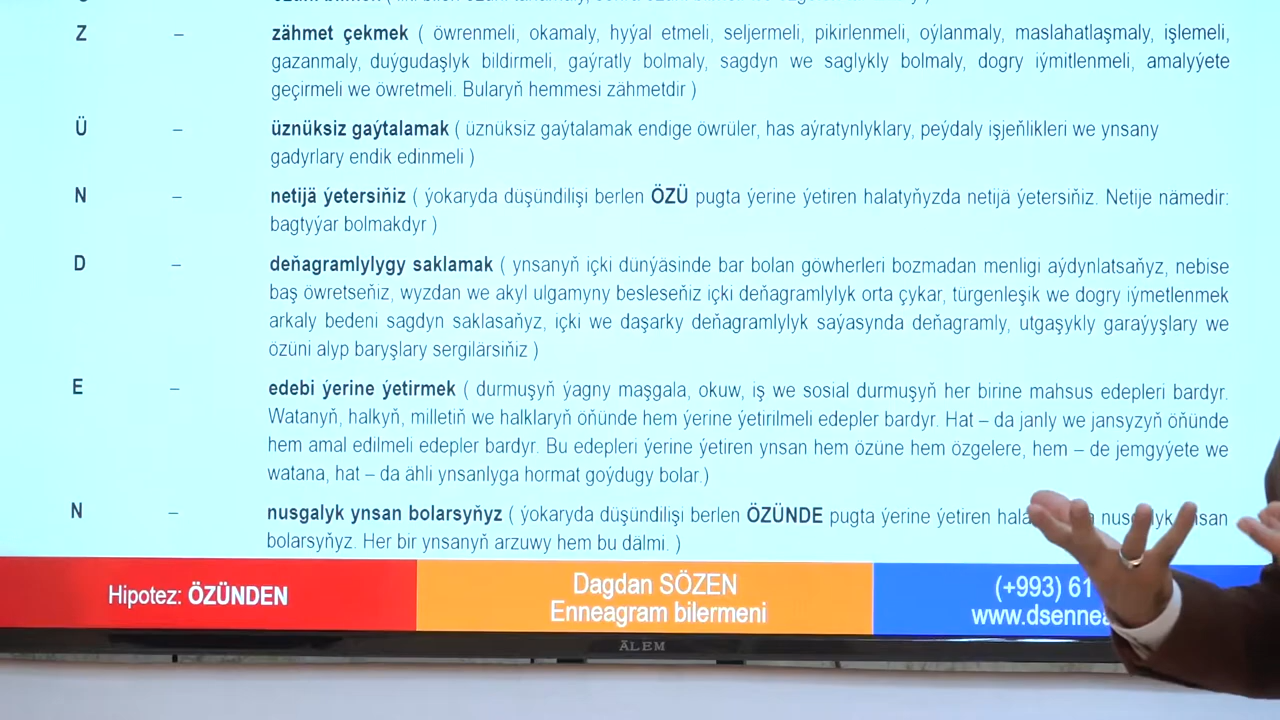 Z – zähmet çekmek ( öwrenmeli, okamaly, hyýal etmeli, seljermeli, pikirlenmeli, oýlanmaly, maslahatlaşmaly, işlemeli,
gazanmaly, duýgudaşlyk bildirmeli, gaýratly bolmaly, sagdyn we saglykly bolmaly, dogry iýmitlenmeli, amalyýete
geçirmeli we öwretmeli. Bularyň hemmesi zähmetdir )
Ü – üznüksiz gaýtalamak ( üznüksiz gaýtalamak endige öwrüler, has aýratynlyklary, peýdaly işjeňlikleri we ynsany
gadyrlary endik edinmeli )
N – netijä ýetersiňiz ( ýokaryda düşündilişi berlen ÖZÜ pugta ýerine ýetiren halatyňyzda netijä ýetersiňiz. Netije nämedir:
bagtyýar bolmakdyr )
D – deňagramlylygy saklamak ( ynsanyň içki dünýäsinde bar bolan göwherleri bozmadan menligi aýdynlatsaňyz, nebise
baş öwretseňiz, wyzdan we akyl ulgamyny besleseňiz içki deňagramlylyk orta çykar, türgenleşik we dogry iýmetlenmek
arkaly bedeni sagdyn saklasaňyz, içki we daşarky deňagramlylyk saýasynda deňagramly, utgaşykly garaýyşlary we
özüni alyp baryşlary sergilärsiňiz )
E – edebi ýerine ýetirmek ( durmuşyň ýagny maşgala, okuw, iş we sosial durmuşyň her birine mahsus edepleri bardyr.
Watanyň, halkyň, milletiň we halklaryň öňünde hem ýerine ýetirilmeli edepler bardyr. Hat – da janly we jansyzyň öňünde
hem amal edilmeli edepler bardyr. Bu edepleri ýerine ýetiren ynsan hem özüne hem özgelere, hem – de jemgyýete we
watana, hat – da ähli ynsanlyga hormat goýdugy bolar.)
N – nusgalyk ynsan bolarsyňyz ( ýokaryda düşündilişi berlen ÖZÜNDE pugta ýerine ýetiren
bolarsyňyz. Her bir ynsanyň arzuwy hem bu dälmi. )
Hipotez: ÖZÜNDEN
Dagdan SÖZEN
Enneagram bilermeni
(+993) 61
www.dsennea
ÄLEM